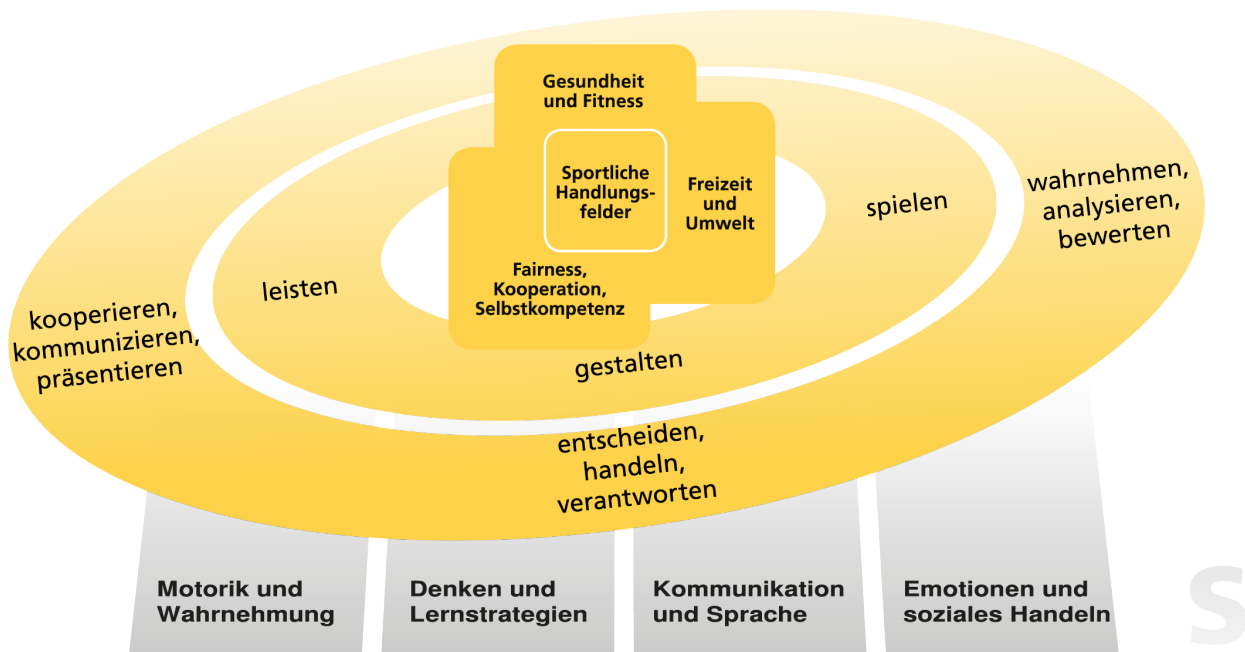 Gesundheit
und Fitness
Sportliche
Handlungs-
felder
Freizeit
und
Umwelt
Fairness,
Kooperation,
Selbstkompetenz
wahrnehmen,
analysieren,
bewerten
spielen
leisten
kooperieren,
kommunizieren,
präsentieren
gestalten
entscheiden,
handeln,
verantworten
Motorik und
Wahrnehmung
Denken und
Lernstrategien
Kommunikation
und Sprache
Emotionen und
soziales Handeln
S